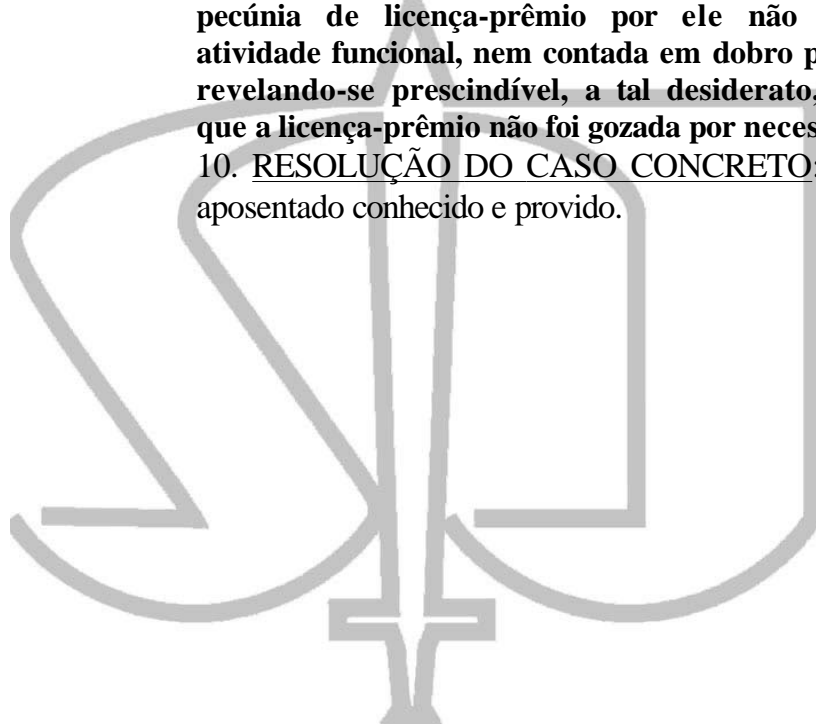 pecúnia de licença-prêmio por ele não
atividade funcional, nem contada em dobro p
revelando-se prescindível, a tal desiderato,
que a licença-prêmio não foi gozada por neces
10. RESOLUÇÃO DO CASO CONCRETO:
aposentado conhecido e provido.